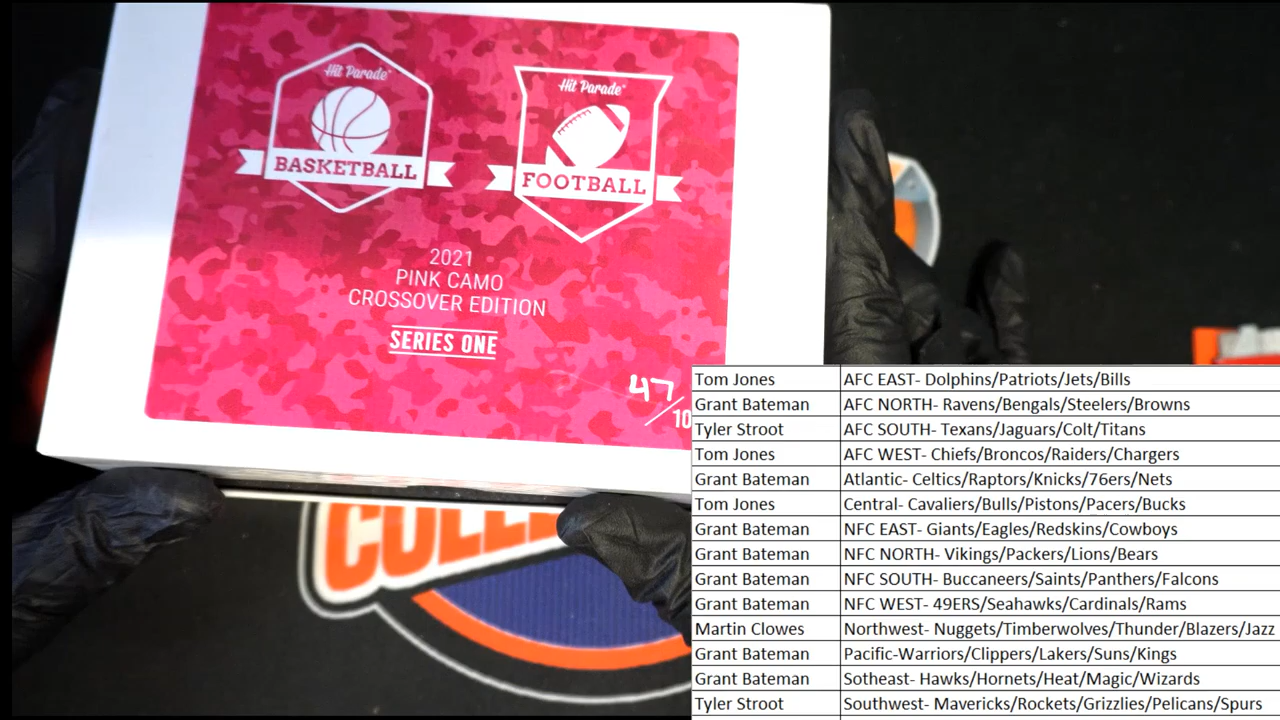 Hit Parade
BASKETBALL
Hit Parade
FOOTBALL
2021
PINK CAMO
CROSSOVER EDITION
SERIES ONE
47
/10
Tom Jones AFC EAST- Dolphins/Patriots/Jets/Bills
Grant Bateman AFC NORTH- Ravens/Bengals/Steelers/Browns
Tyler Stroot AFC SOUTH- Texans/Jaguars/Colt/Titans
Tom Jones AFC WEST- Chiefs/Broncos/Raiders/Chargers
Grant Bateman Atlantic- Celtics/Raptors/Knicks/76ers/Nets
Tom Jones Central- Cavaliers/Bulls/Pistons/Pacers/Bucks
Grant Bateman NFC EAST- Giants/Eagles/Redskins/Cowboys
Grant Bateman NFC NORTH- Vikings/Packers/Lions/Bears
Grant Bateman NFC SOUTH- Buccaneers/Saints/Panthers/Falcons
Grant Bateman NFC WEST- 49ERS/Seahawks/Cardinals/Rams
Martin Clowes Northwest- Nuggets/Timberwolves/Thunder/Blazers/Jazz
Grant Bateman Pacific-Warriors/Clippers/Lakers/Suns/Kings
Grant Bateman Sotheast- Hawks/Hornets/Heat/Magic/Wizards
Tyler Stroot Southwest- Mavericks/Rockets/Grizzlies/Pelicans/Spurs